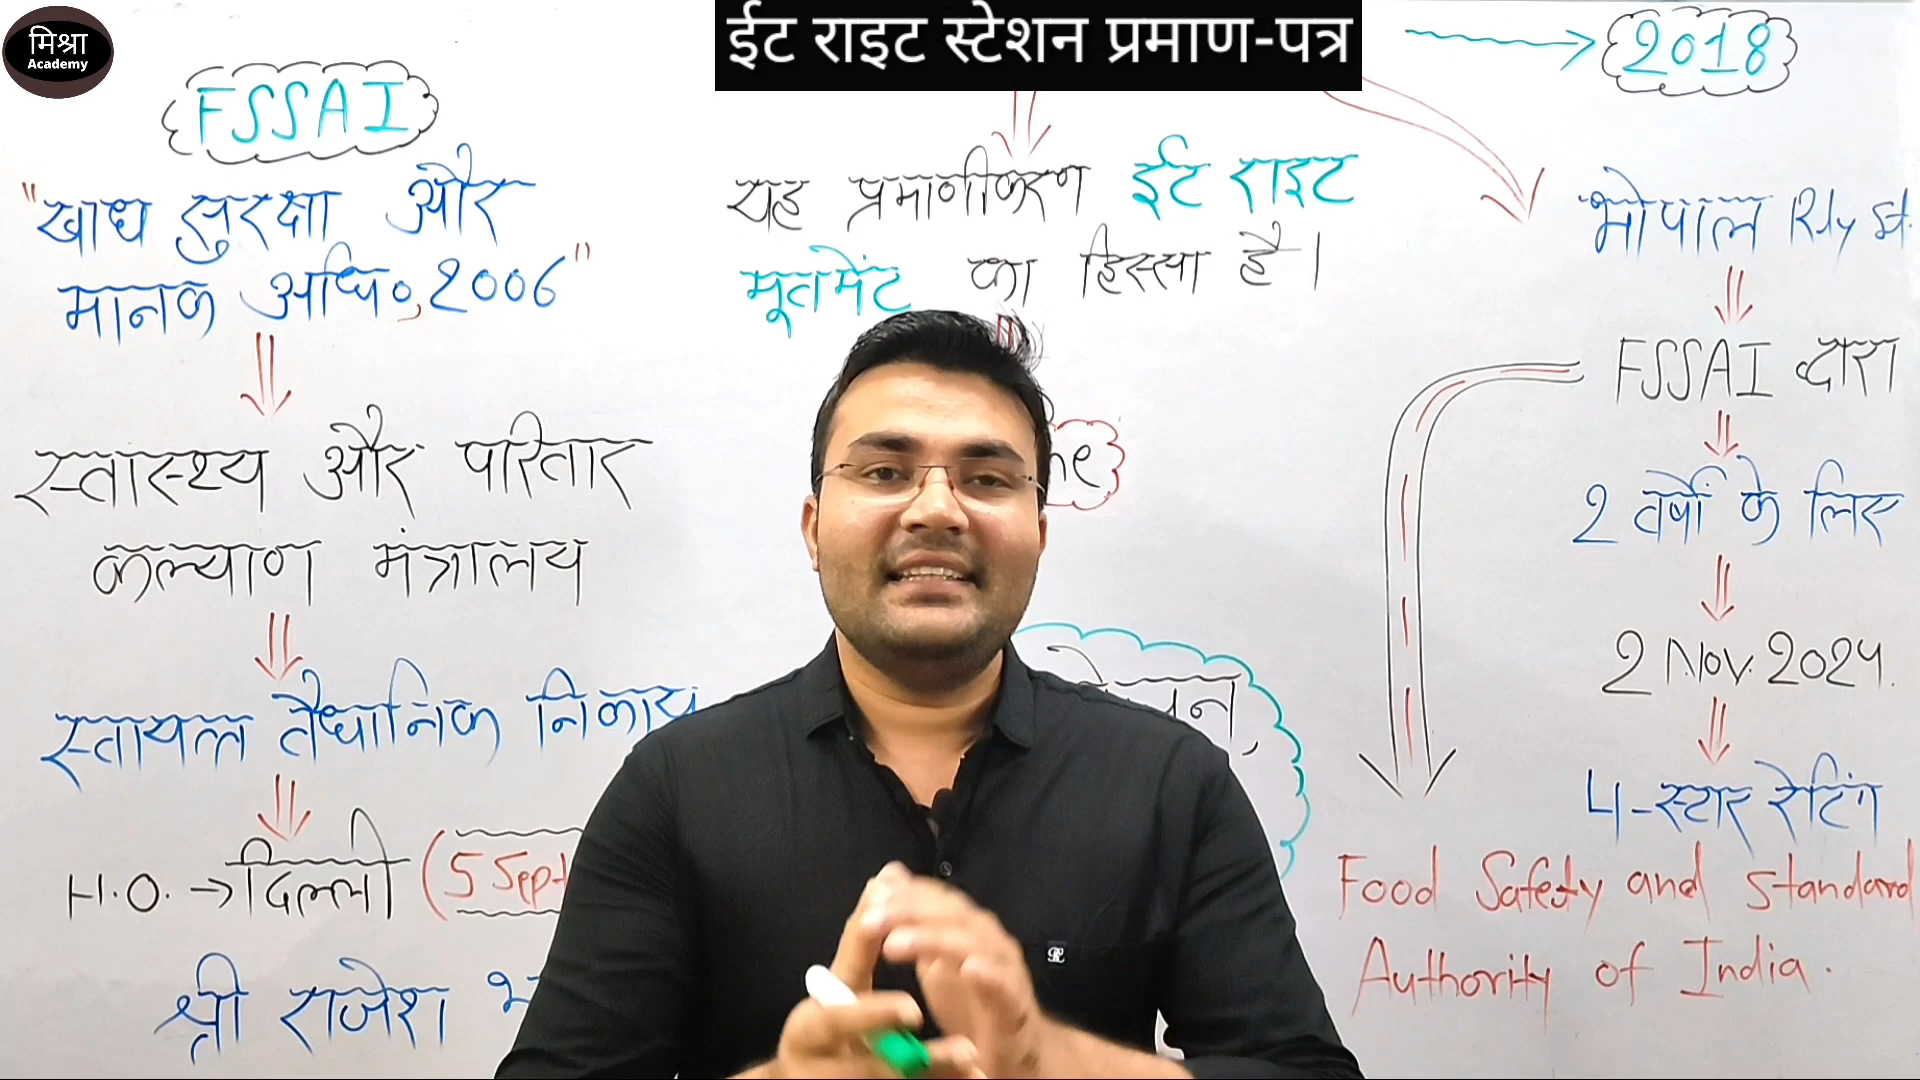 मिश्रा
Academy
ईट राइट स्टेशन प्रमाण-पत्र
2018
FSSAI
"खाद्य सुरक्षा और
मानक अधि०,2006"
स्वास्थ्य और परिवार
कल्याण मंत्रालय
स्वायत्त वैधानिक निकाय
H.O. → दिल्ली (5 Sept
श्री राजेश
यह प्रमाणीकरण ईट राइट
मूवमेंट का हिस्सा है।
भोपाल Rly st.
FSSAI द्वारा
2 वर्षों के लिए
2 Nov. 2024.
4-स्टार रेटिंग
Food Safety and Standard
Authority of India.